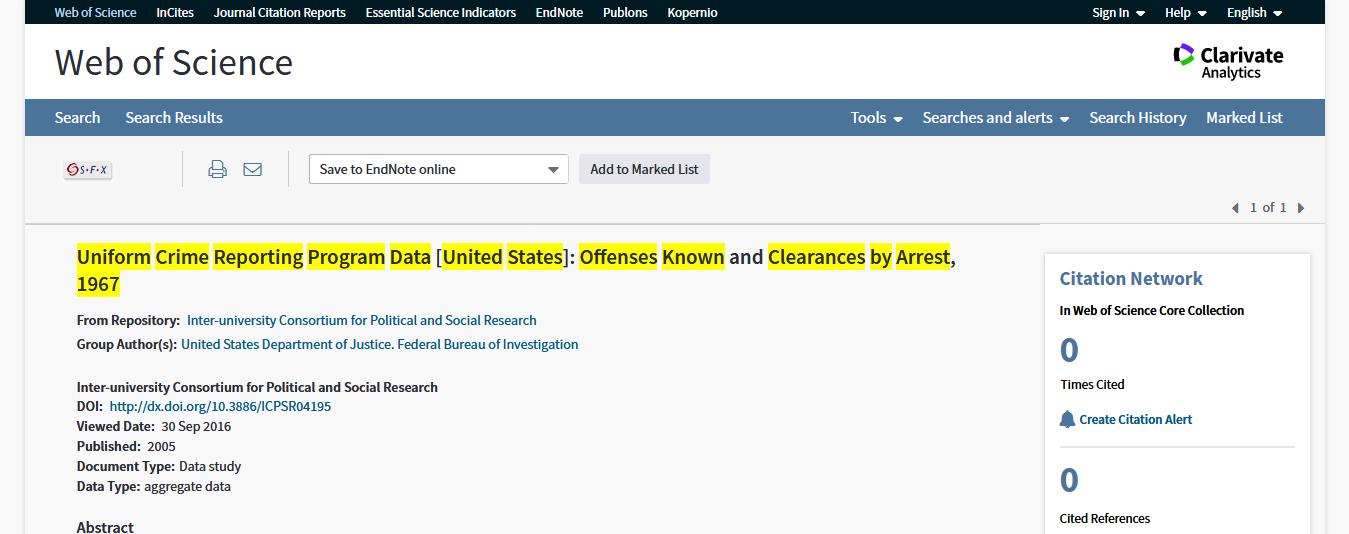 Web of Science InCites Journal Citation Reports Essential Science Indicators EndNote Publons Kopernio Sign In Help English
Web of Science
Clarivate
Analytics
Search Search Results Tools Searches and alerts Search History Marked List
S·F·X Save to EndNote online Add to Marked List
1 of 1
Uniform Crime Reporting Program Data [United States]: Offenses Known and Clearances by Arrest,
1967
From Repository: Inter-university Consortium for Political and Social Research
Group Author(s): United States Department of Justice. Federal Bureau of Investigation
Inter-university Consortium for Political and Social Research
DOI: http://dx.doi.org/10.3886/ICPSR04195
Viewed Date: 30 Sep 2016
Published: 2005
Document Type: Data study
Data Type: aggregate data
Abstract
Citation Network
In Web of Science Core Collection
0
Times Cited
Create Citation Alert
0
Cited References